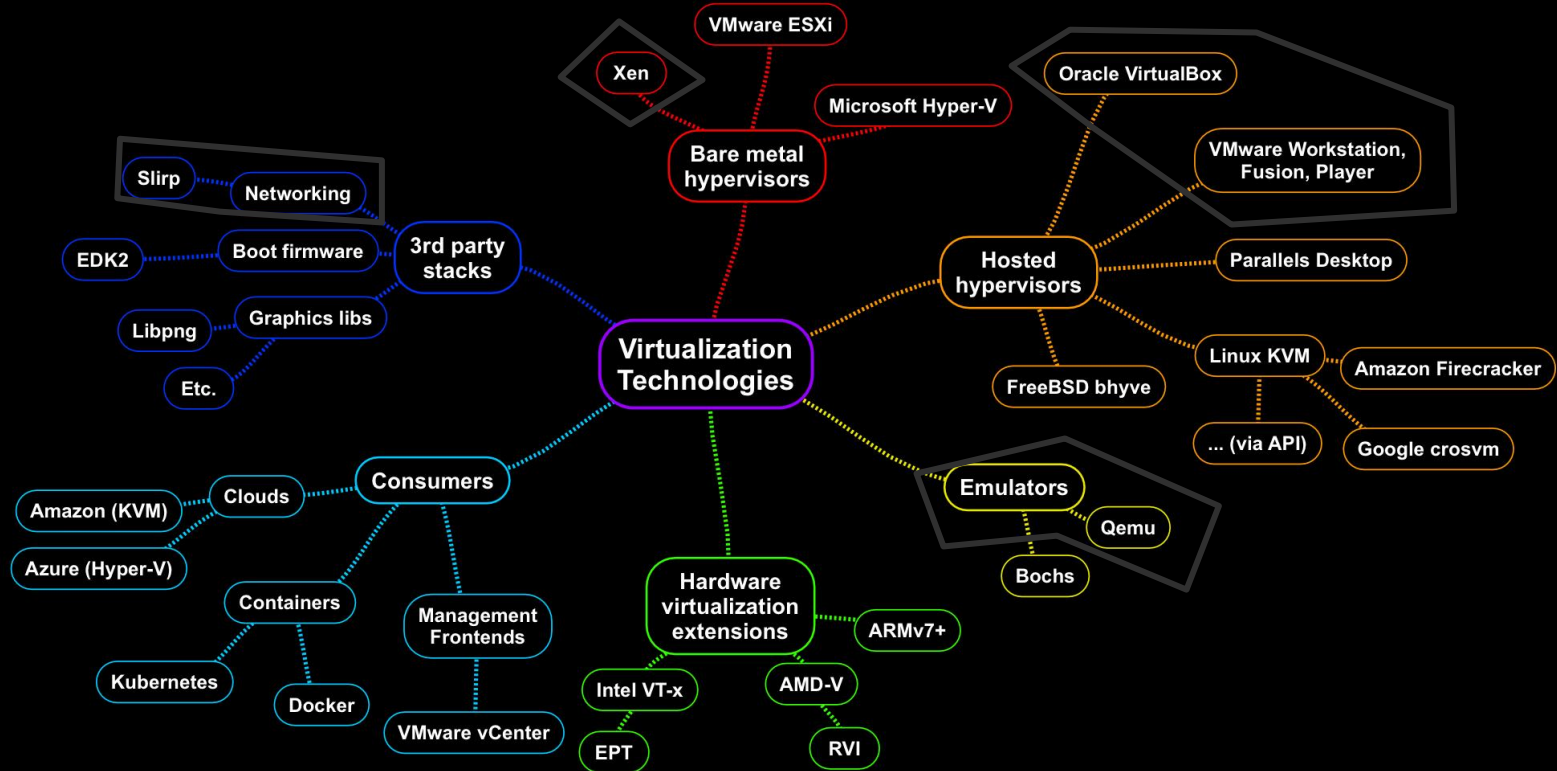 VMware ESXi
Xen
Microsoft Hyper-V
Bare metal
hypervisors
Oracle VirtualBox
VMware Workstation,
Fusion, Player
Hosted
hypervisors
Parallels Desktop
Linux KVM
Amazon Firecracker
... (via API)
Google crosvm
FreeBSD bhyve
Slirp
Networking
3rd party
stacks
EDK2
Boot firmware
Graphics libs
Libpng
Etc.
Virtualization
Technologies
Emulators
Qemu
Bochs
Consumers
Clouds
Amazon (KVM)
Azure (Hyper-V)
Containers
Kubernetes
Docker
Management
Frontends
VMware vCenter
Hardware
virtualization
extensions
ARMv7+
Intel VT-x
AMD-V
EPT
RVI